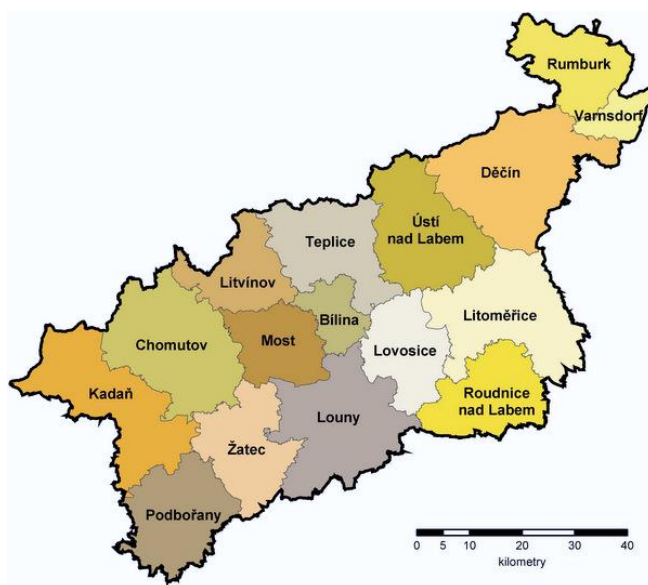 Rumburk
Varnsdorf
Děčín
Ústí
nad Labem
Teplice
Litvínov
Litoměřice
Bílina
Chomutov
Most
Lovosice
Kadaň
Roudnice
nad Labem
Louny
Žatec
Podbořany
0 5 10 20 30 40
kilometry